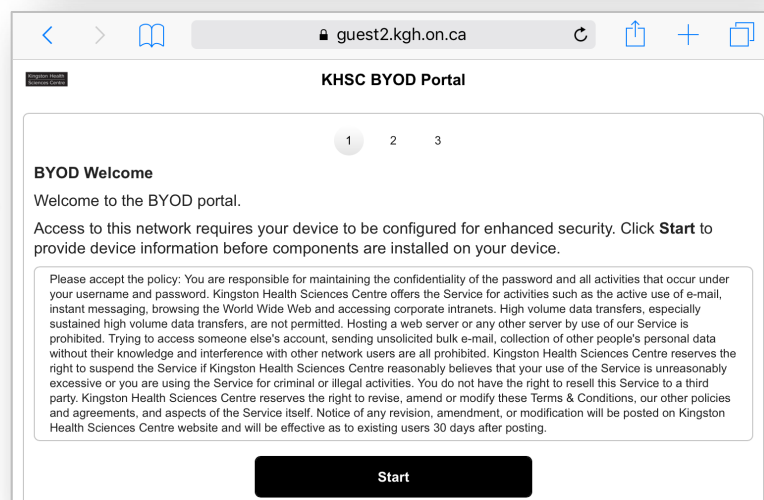 guest2.kgh.on.ca
Kingston Health
Sciences Centre
KHSC BYOD Portal
1 2 3
BYOD Welcome
Welcome to the BYOD portal.
Access to this network requires your device to be configured for enhanced security. Click Start to
provide device information before components are installed on your device.
Please accept the policy: You are responsible for maintaining the confidentiality of the password and all activities that occur under
your username and password. Kingston Health Sciences Centre offers the Service for activities such as the active use of e-mail,
instant messaging, browsing the World Wide Web and accessing corporate intranets. High volume data transfers, especially
sustained high volume data transfers, are not permitted. Hosting a web server or any other server by use of our Service is
prohibited. Trying to access someone else's account, sending unsolicited bulk e-mail, collection of other people's personal data
without their knowledge and interference with other network users are all prohibited. Kingston Health Sciences Centre reserves the
right to suspend the Service if Kingston Health Sciences Centre reasonably believes that your use of the Service is unreasonably
excessive or you are using the Service for criminal or illegal activities. You do not have the right to resell this Service to a third
party. Kingston Health Sciences Centre reserves the right to revise, amend or modify these Terms & Conditions, our other policies
and agreements, and aspects of the Service itself. Notice of any revision, amendment, or modification will be posted on Kingston
Health Sciences Centre website and will be effective as to existing users 30 days after posting.
Start